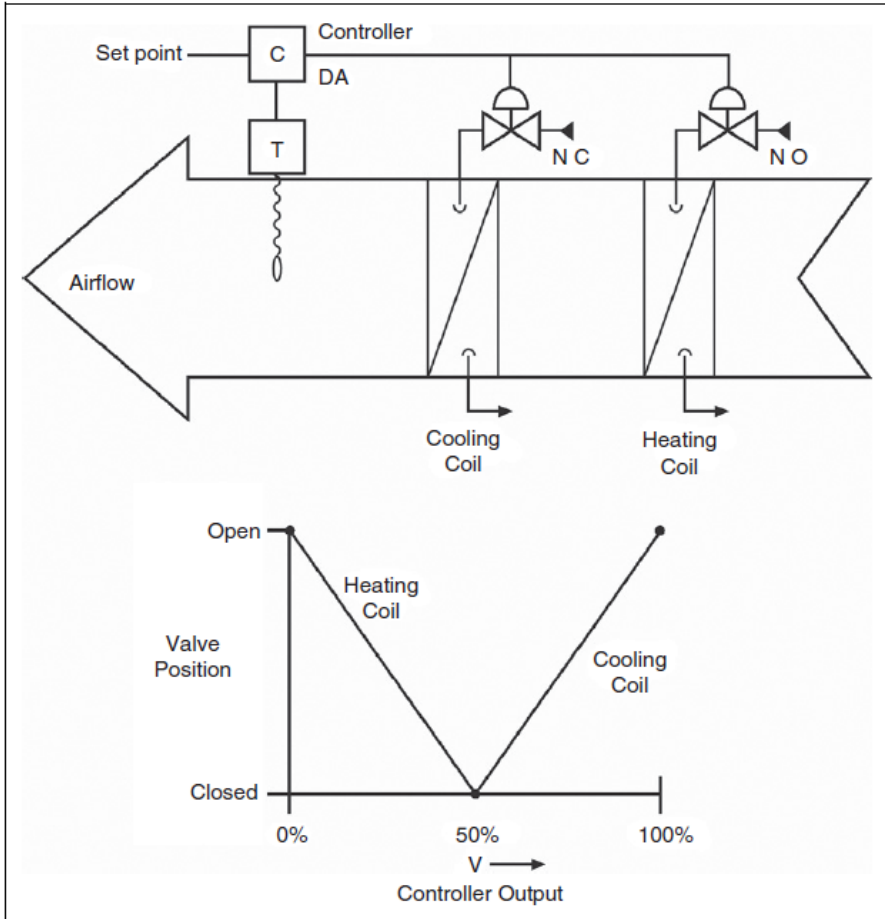 Controller
Set point
C
DA
T
N C
N O
Airflow
Cooling
Coil
Heating
Coil
Open
Heating
Coil
Valve
Position
Cooling
Coil
Closed
0%
50%
100%
V
Controller Output